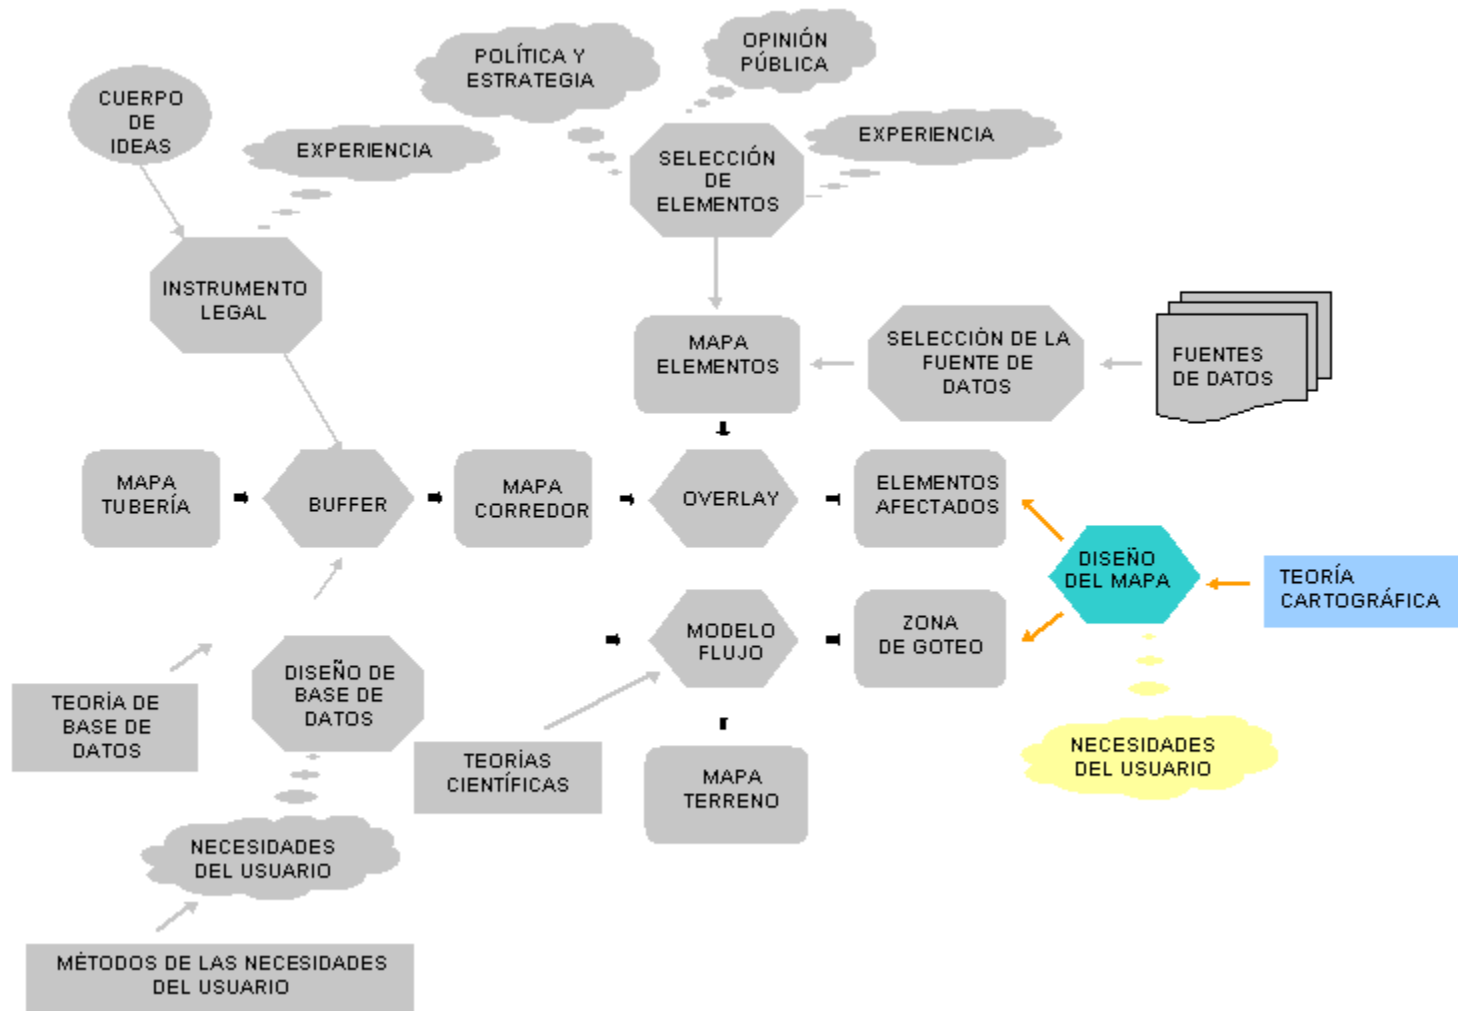 POLÍTICA Y
ESTRATEGIA
OPINIÓN
PÚBLICA
CUERPO
DE
IDEAS
EXPERIENCIA
SELECCIÓN
DE
ELEMENTOS
EXPERIENCIA
INSTRUMENTO
LEGAL
MAPA
ELEMENTOS
SELECCIÓN DE LA
FUENTE DE
DATOS
FUENTES
DE DATOS
MAPA
TUBERÍA
BUFFER
MAPA
CORREDOR
OVERLAY
ELEMENTOS
AFECTADOS
DISEÑO
DEL MAPA
TEORÍA
CARTOGRÁFICA
MODELO
FLUJO
ZONA
DE GOTEO
TEORÍA DE
BASE DE
DATOS
DISEÑO DE
BASE DE
DATOS
TEORÍAS
CIENTÍFICAS
MAPA
TERRENO
NECESIDADES
DEL USUARIO
NECESIDADES
DEL USUARIO
MÉTODOS DE LAS NECESIDADES
DEL USUARIO